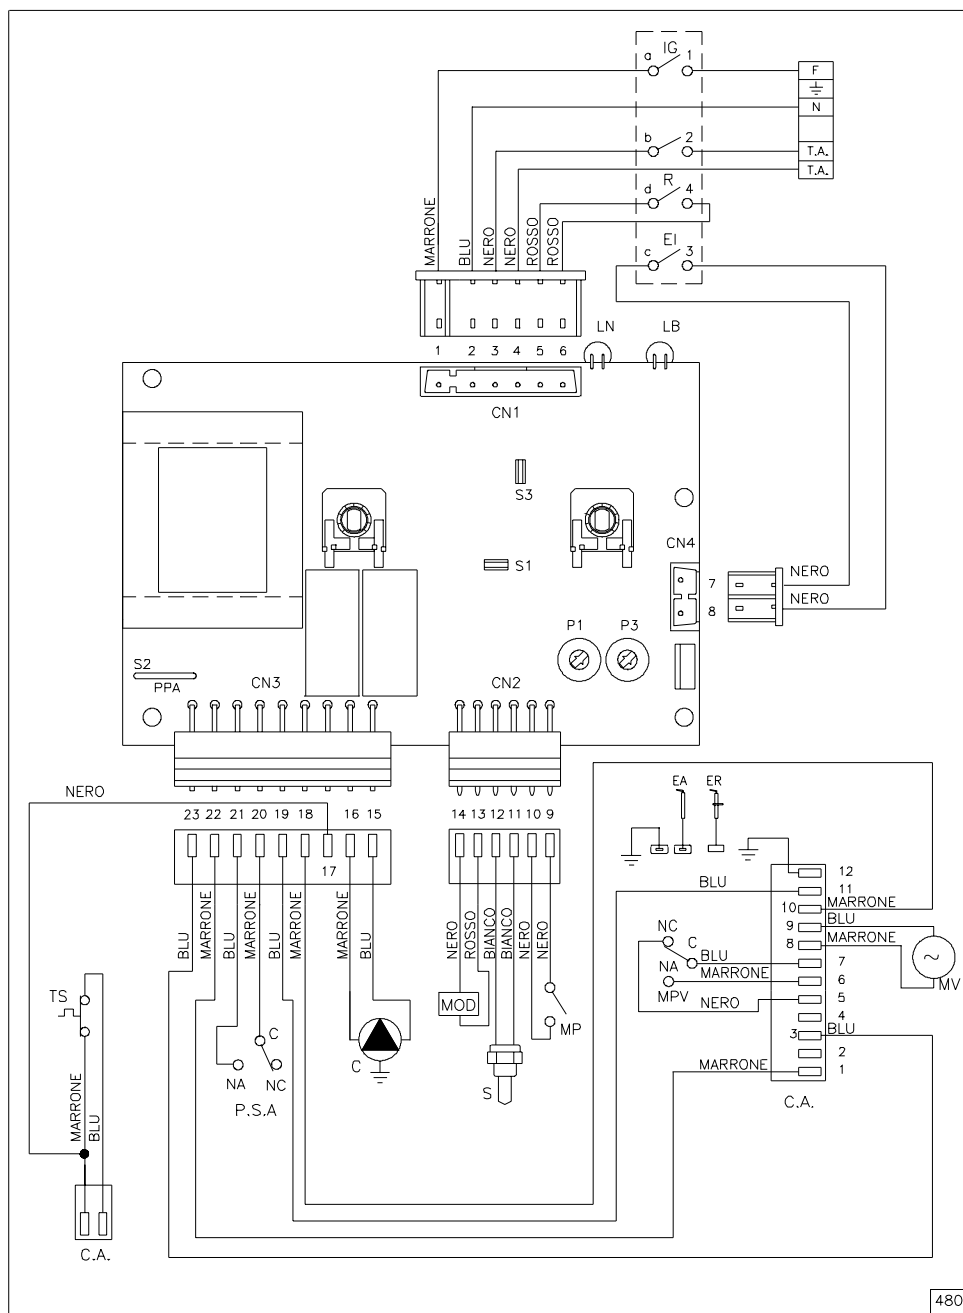 IG
a 1
F
N
b 2
T.A.
T.A.
R
d 4
EI
c 3
MARRONE
BLU
NERO
NERO
ROSSO
ROSSO
LN LB
1 2 3 4 5 6
CN1
S3
S1
CN4
7
8
NERO
NERO
P1 P3
S2
PPA
CN3
CN2
NERO
23 22 21 20 19 18 16 15
17
14 13 12 11 10 9
EA ER
BLU
MARRONE
BLU
MARRONE
BLU
MARRONE
MARRONE
BLU
NERO
ROSSO
BIANCO
BIANCO
NERO
NERO
12
11
BLU
10
MARRONE
9
BLU
8
MARRONE
7
BLU
6
MARRONE
5
NERO
4
3
BLU
2
1
MARRONE
C.A.
NC
C
NA
MPV
MV
MOD
MP
S
C
C
NA NC
P.S.A
TS
MARRONE
BLU
C.A.
480